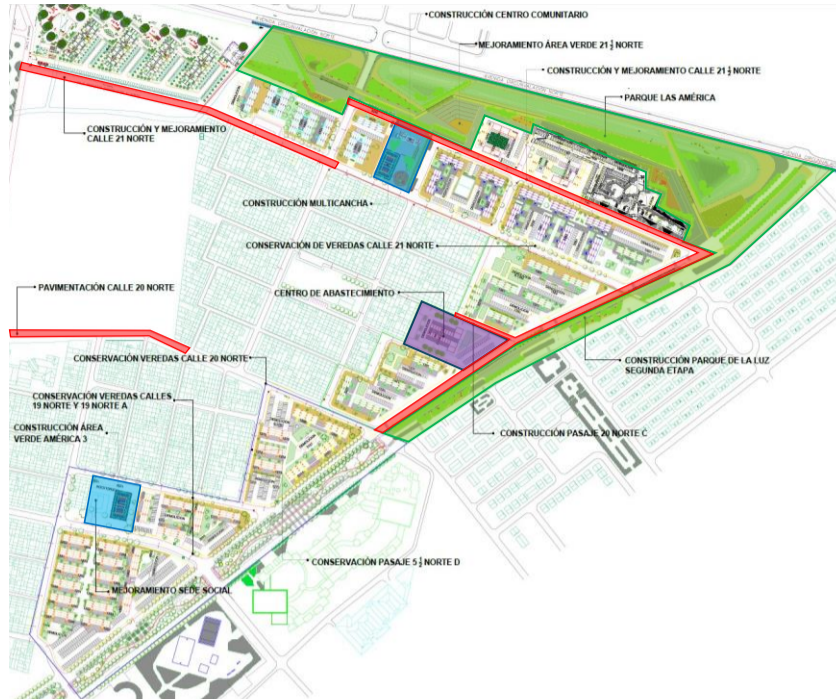 AVENIDA CIRCUNVALACIÓN NORTE
CONSTRUCCIÓN CENTRO COMUNITARIO
MEJORAMIENTO ÁREA VERDE 21 ½ NORTE
CONSTRUCCIÓN Y MEJORAMIENTO CALLE 21 ½ NORTE
PARQUE LAS AMÉRICA
CONSTRUCCIÓN Y MEJORAMIENTO
CALLE 21 NORTE
CONSTRUCCIÓN MULTICANCHA
CONSERVACIÓN DE VEREDAS CALLE 21 NORTE
PAVIMENTACIÓN CALLE 20 NORTE
CENTRO DE ABASTECIMIENTO
CONSERVACIÓN VEREDAS CALLE 20 NORTE
CONSTRUCCIÓN PARQUE DE LA LUZ
SEGUNDA ETAPA
CONSERVACIÓN VEREDAS CALLES
19 NORTE Y 19 NORTE A
CONSTRUCCIÓN ÁREA
VERDE AMÉRICA 3
CONSTRUCCIÓN PASAJE 20 NORTE C
CONSERVACIÓN PASAJE 5 ½ NORTE D
MEJORAMIENTO SEDE SOCIAL